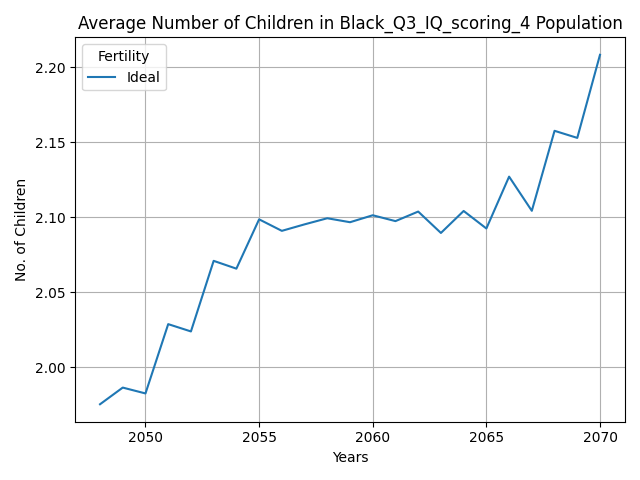 Average Number of Children in Black_Q3_IQ_scoring_4 Population
Fertility
Ideal
2.20
2.15
2.10
2.05
2.00
No. of Children
2050
2055
2060
2065
2070
Years